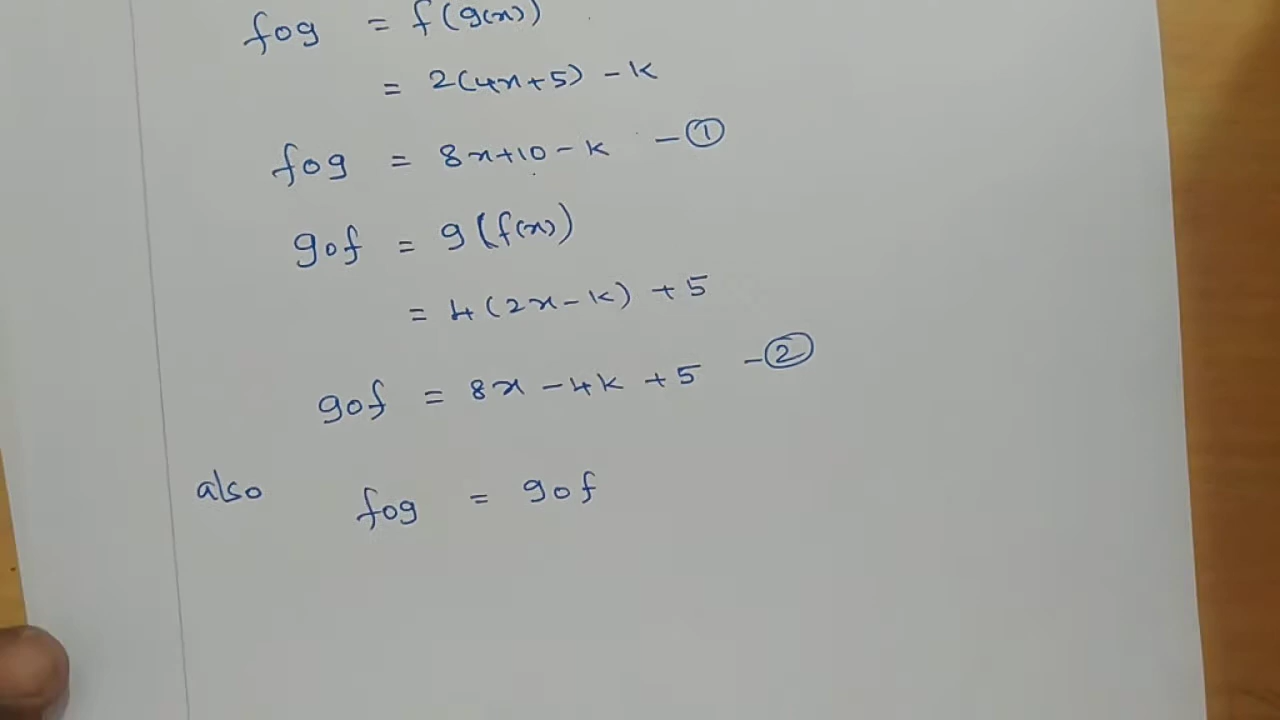 fog = f(g(x))
= 2(4x+5) - k
fog = 8x+10 - k - ①
gof = g(f(x))
= 4(2x - k) + 5
gof = 8x - 4k + 5 - ②
also fog = gof